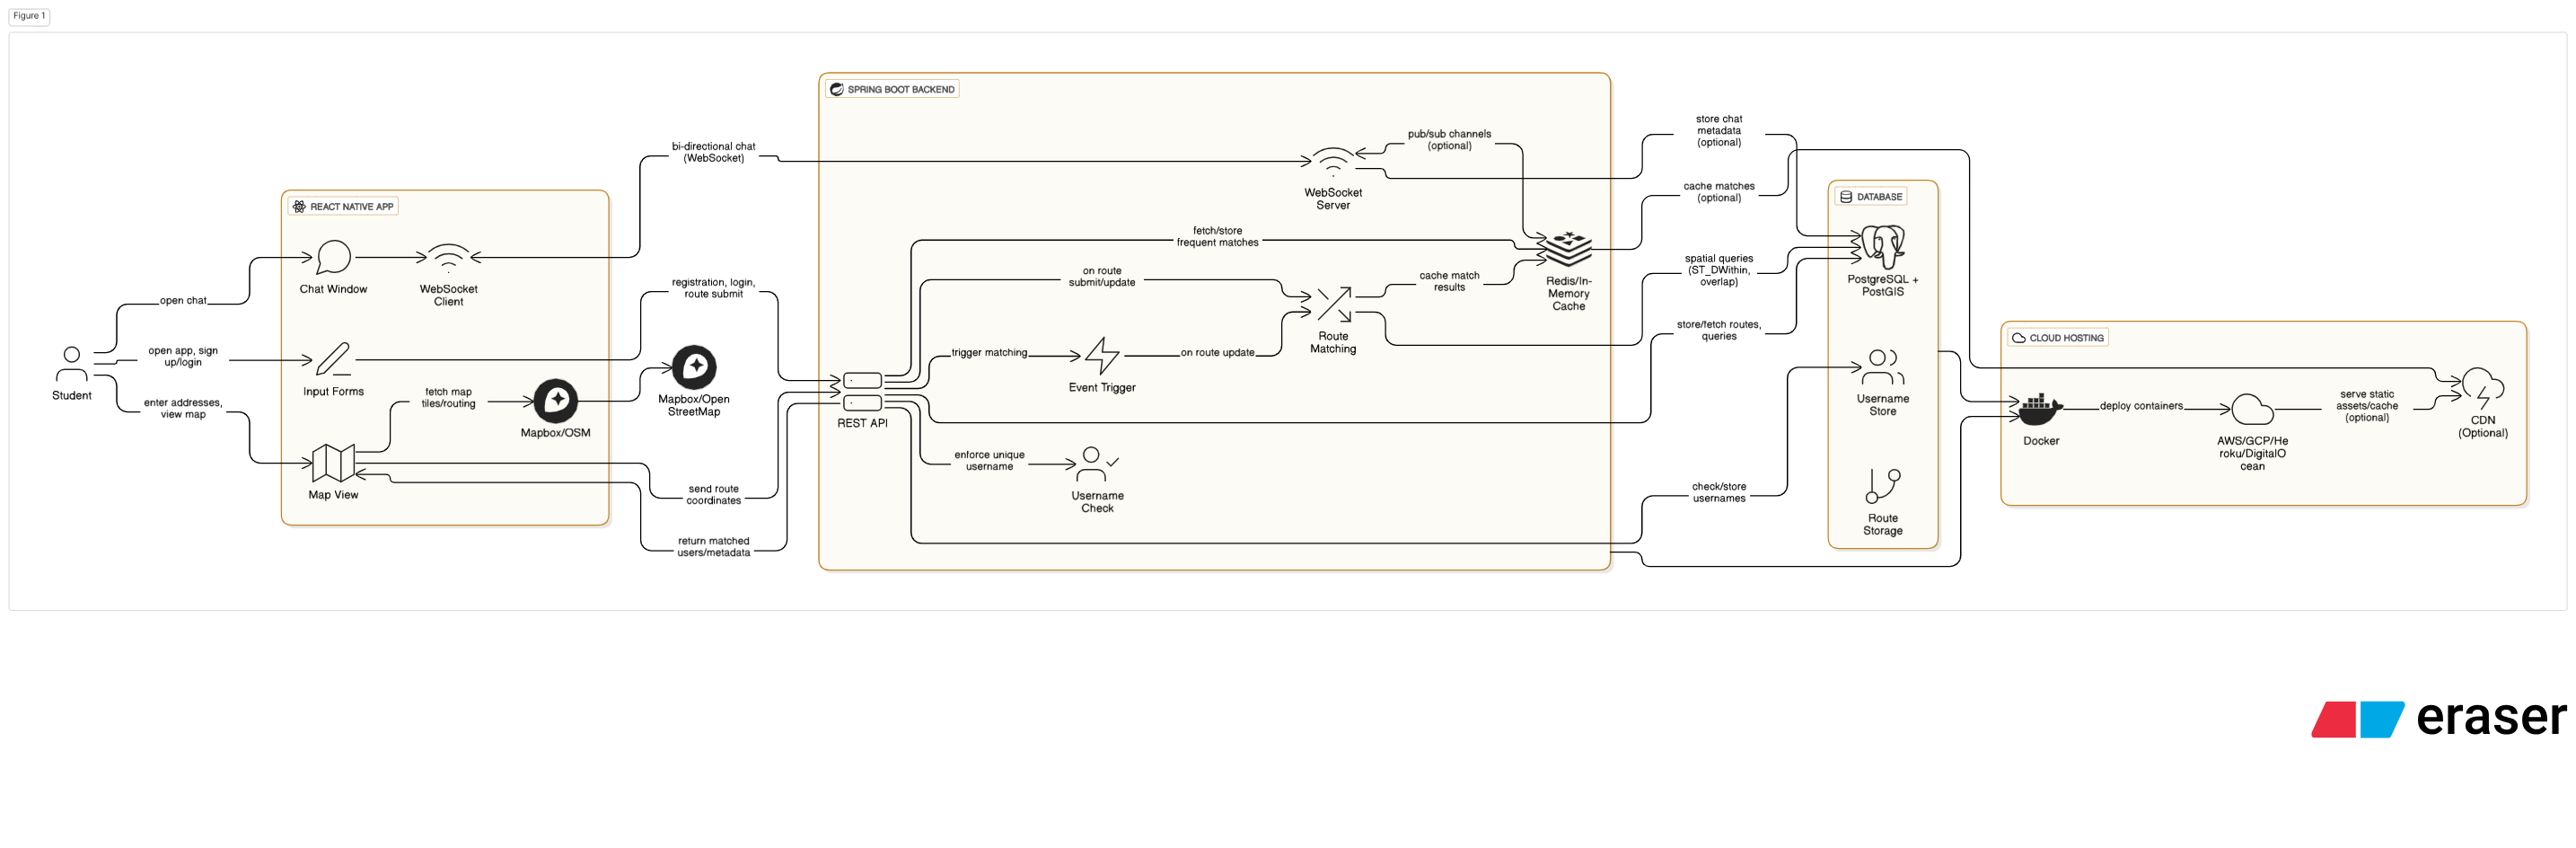 Figure 1
SPRING BOOT BACKEND
store chat
metadata
(optional)
pub/sub channels
(optional)
bi-directional chat
(WebSocket)
WebSocket
Server
cache matches
(optional)
DATABASE
REACT NATIVE APP
fetch/store
frequent matches
Chat Window
WebSocket
Client
on route
submit/update
cache match
results
Redis/In-
Memory
Cache
spatial queries
(ST_DWithin,
overlap)
PostgreSQL +
PostGIS
registration, login,
route submit
open chat
Route
Matching
store/fetch routes,
queries
CLOUD HOSTING
open app, sign
up/login
Student
Input Forms
trigger matching
Event Trigger
on route update
Username
Store
enter addresses,
view map
fetch map
tiles/routing
Mapbox/OSM
Mapbox/Open
StreetMap
REST API
Docker
deploy containers
AWS/GCP/He
roku/DigitalO
cean
serve static
assets/cache
(optional)
CDN
(Optional)
Map View
enforce unique
username
Username
Check
send route
coordinates
check/store
usernames
Route
Storage
return matched
users/metadata
eraser